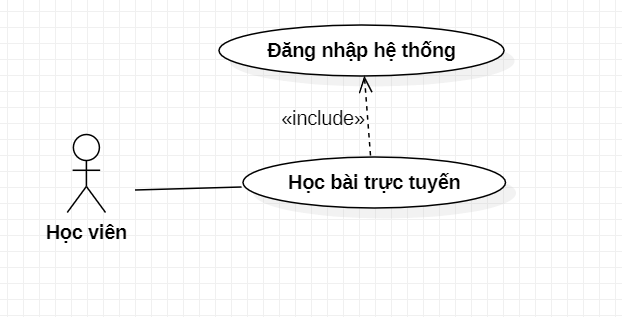 Đăng nhập hệ thống
«include»
Học bài trực tuyến
Học viên